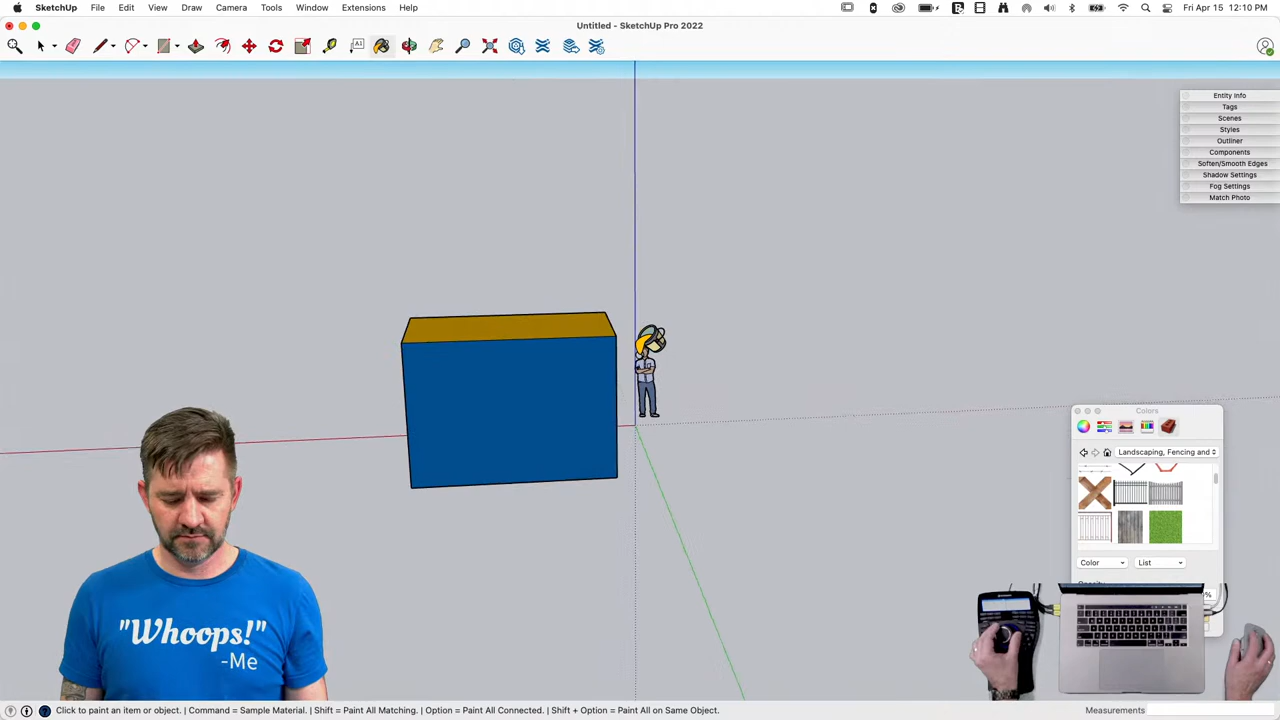 SketchUp File Edit View Draw Camera Tools Window Extensions Help Fri Apr 15 12:10 PM
Untitled - SketchUp Pro 2022
Entity Info
Tags
Scenes
Styles
Outliner
Components
Soften/Smooth Edges
Shadow Settings
Fog Settings
Match Photo
Colors
Landscaping, Fencing and
Color List
"Whoops!"
-Me
Click to paint an item or object. | Command = Sample Material. | Shift = Paint All Matching. | Option = Paint All Connected. | Shift + Option = Paint All on Same Object.
Measurements